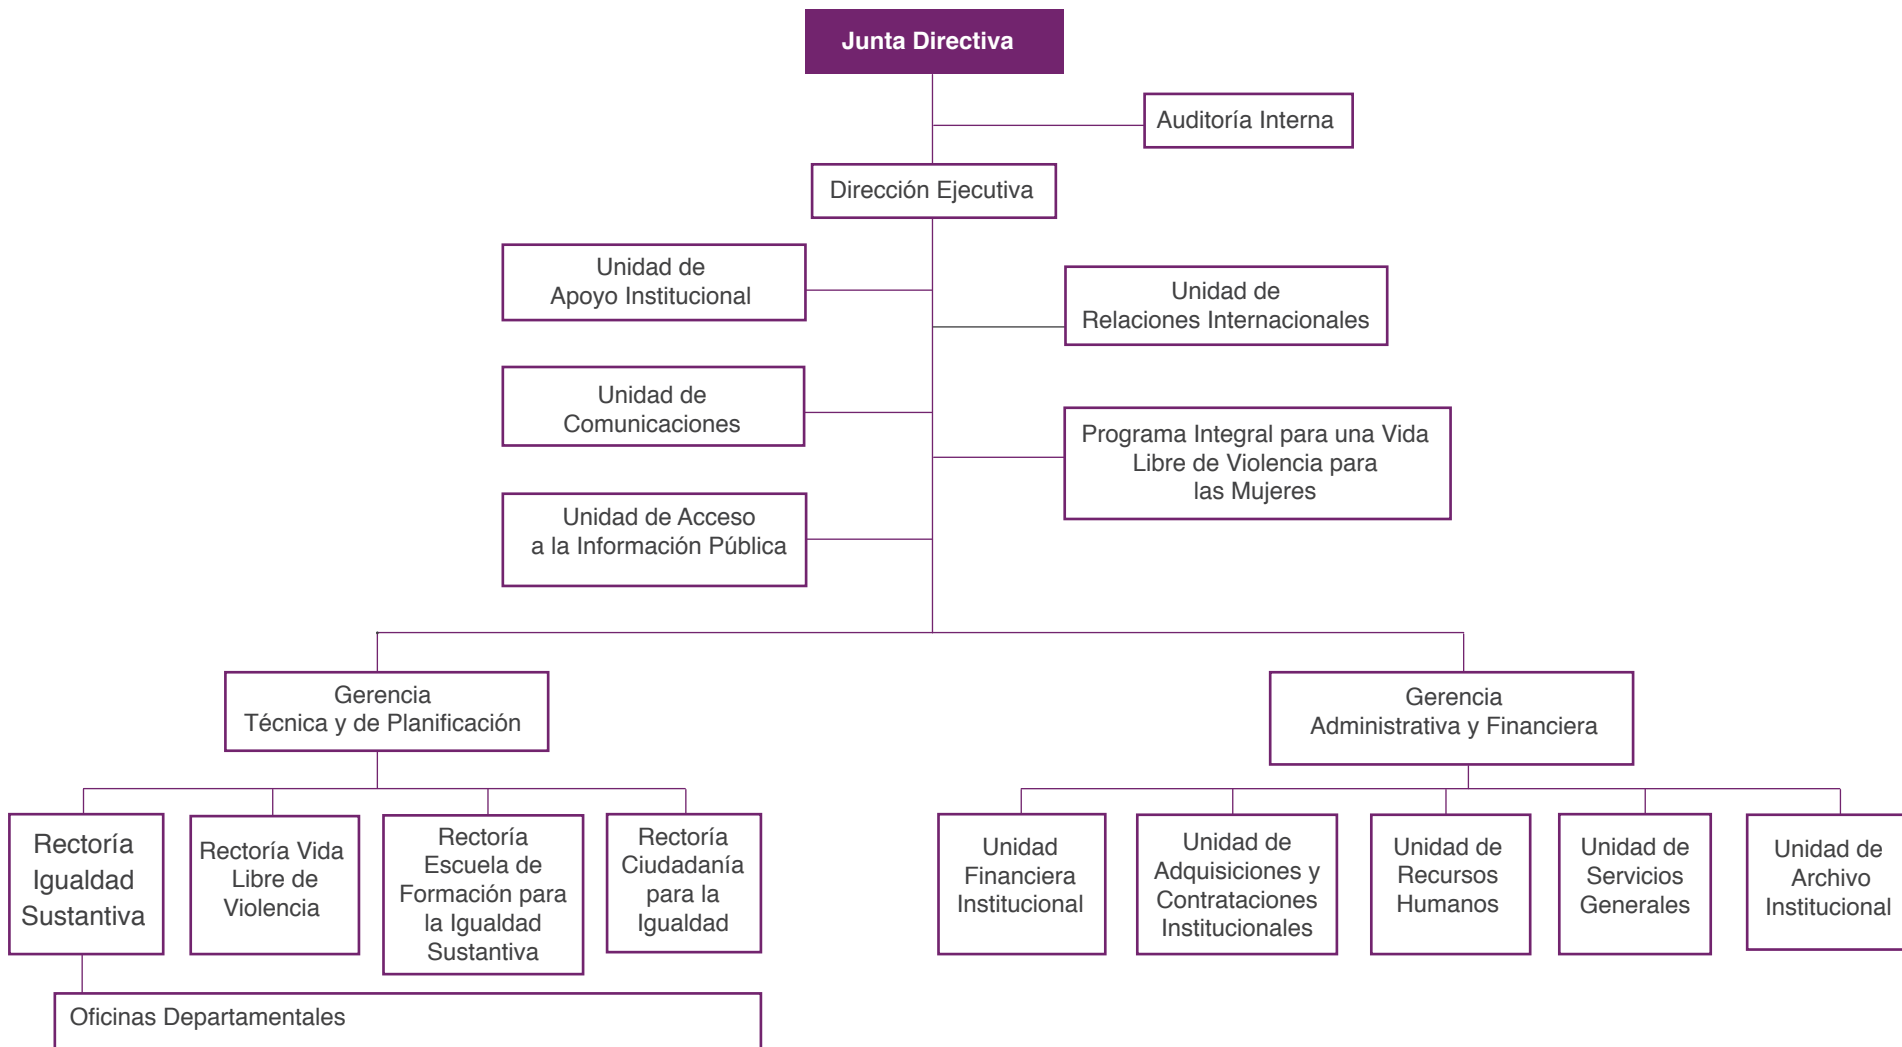 Junta Directiva
Auditoría Interna
Dirección Ejecutiva
Unidad de
Apoyo Institucional
Unidad de
Relaciones Internacionales
Unidad de
Comunicaciones
Programa Integral para una Vida
Libre de Violencia para
las Mujeres
Unidad de Acceso
a la Información Pública
Gerencia
Técnica y de Planificación
Gerencia
Administrativa y Financiera
Rectoría
Igualdad
Sustantiva
Rectoría Vida
Libre de
Violencia
Rectoría
Escuela de
Formación para
la Igualdad
Sustantiva
Rectoría
Ciudadanía
para la
Igualdad
Unidad
Financiera
Institucional
Unidad de
Adquisiciones y
Contrataciones
Institucionales
Unidad de
Recursos
Humanos
Unidad de
Servicios
Generales
Unidad de
Archivo
Institucional
Oficinas Departamentales